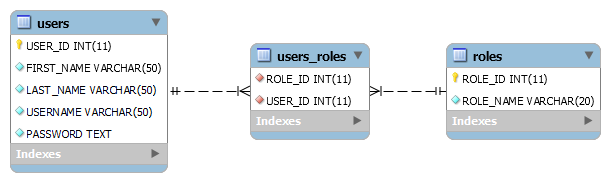 users
USER_ID INT(11)
FIRST_NAME VARCHAR(50)
LAST_NAME VARCHAR(50)
USERNAME VARCHAR(50)
PASSWORD TEXT
Indexes
users_roles
ROLE_ID INT(11)
USER_ID INT(11)
Indexes
roles
ROLE_ID INT(11)
ROLE_NAME VARCHAR(20)
Indexes